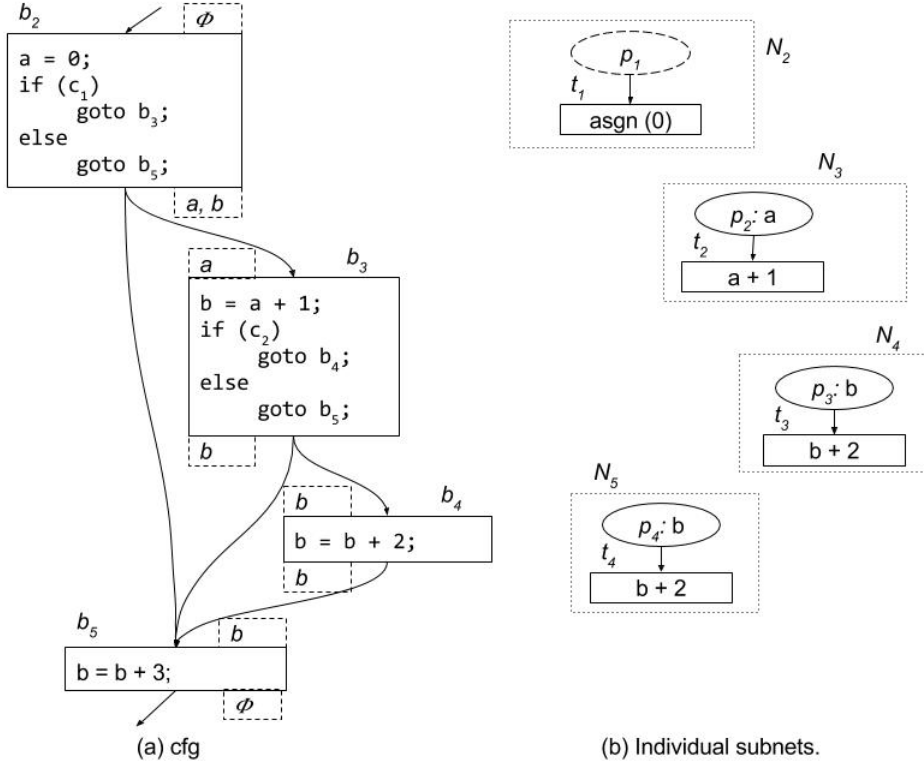 b₂
Φ
a = 0;
if (c₁)
goto b₃;
else
goto b₅;
a, b
a
b₃
b = a + 1;
if (c₂)
goto b₄;
else
goto b₅;
b
b
b₄
b = b + 2;
b
b₅
b
b = b + 3;
Φ
(a) cfg
N₂
p₁
t₁
asgn (0)
N₃
p₂: a
t₂
a + 1
N₄
p₃: b
t₃
b + 2
N₅
p₄: b
t₄
b + 2
(b) Individual subnets.